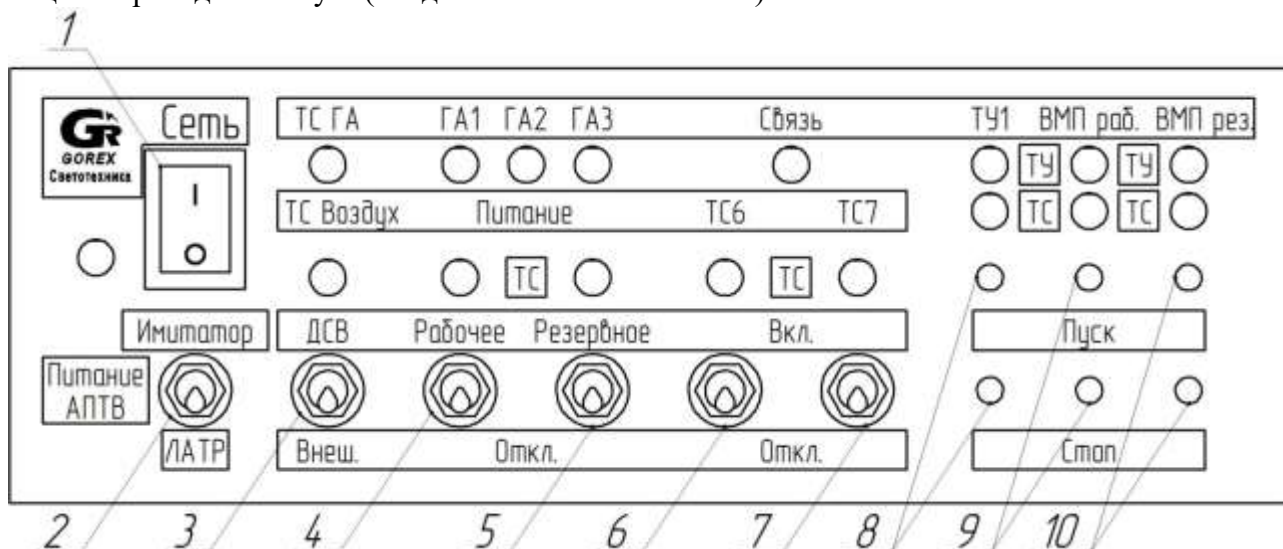 1
Сеть
ТС ГА ГА1 ГА2 ГА3 Связь ТУ1 ВМП раб. ВМП рез.
GR
GOREX
Светотехника
I
ТУ ТУ
ТС Воздух Питание ТС6 ТС7 ТС ТС
О
ТС ТС
Имитатор ДСВ Рабочее Резервное Вкл. Пуск
Питание
АПТВ
ЛАТР Внеш. Откл. Откл. Стоп
2 3 4 5 6 7 8 9 10